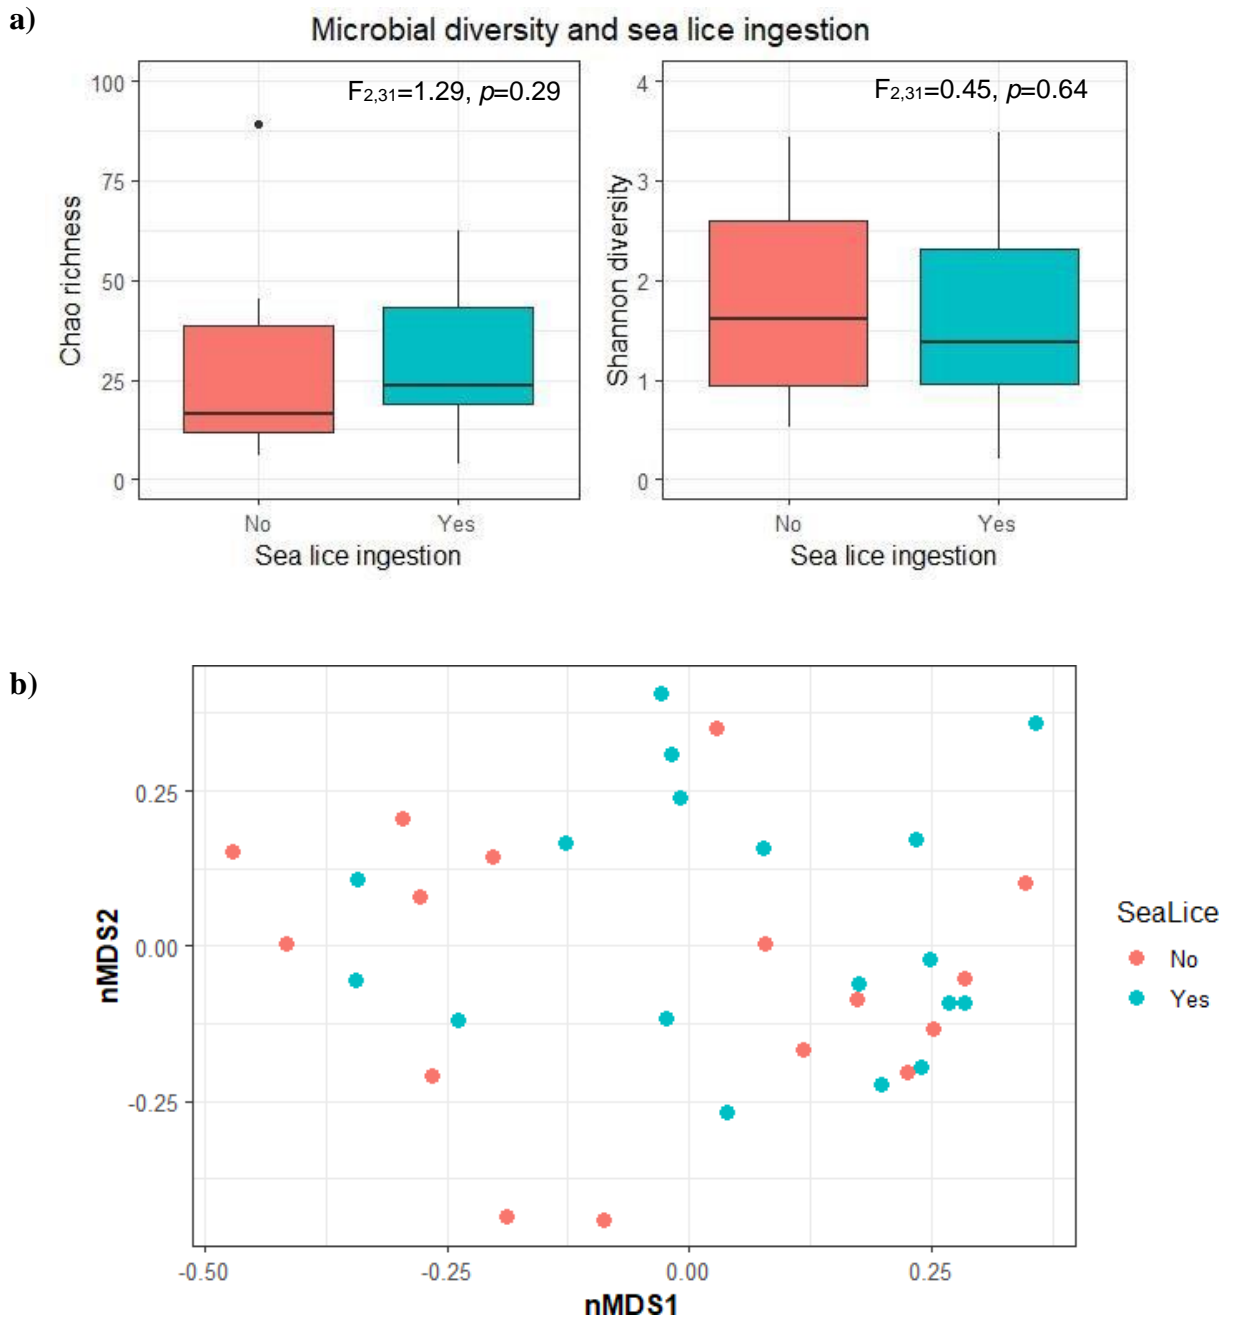 a)
Microbial diversity and sea lice ingestion
F2,31=1.29, p=0.29
100
75
50
25
0
Chao richness
No Yes
Sea lice ingestion
F2,31=0.45, p=0.64
4
3
2
1
0
Shannon diversity
No Yes
Sea lice ingestion
b)
0.25
0.00
-0.25
nMDS2
-0.50 -0.25 0.00 0.25
nMDS1
SeaLice
No
Yes